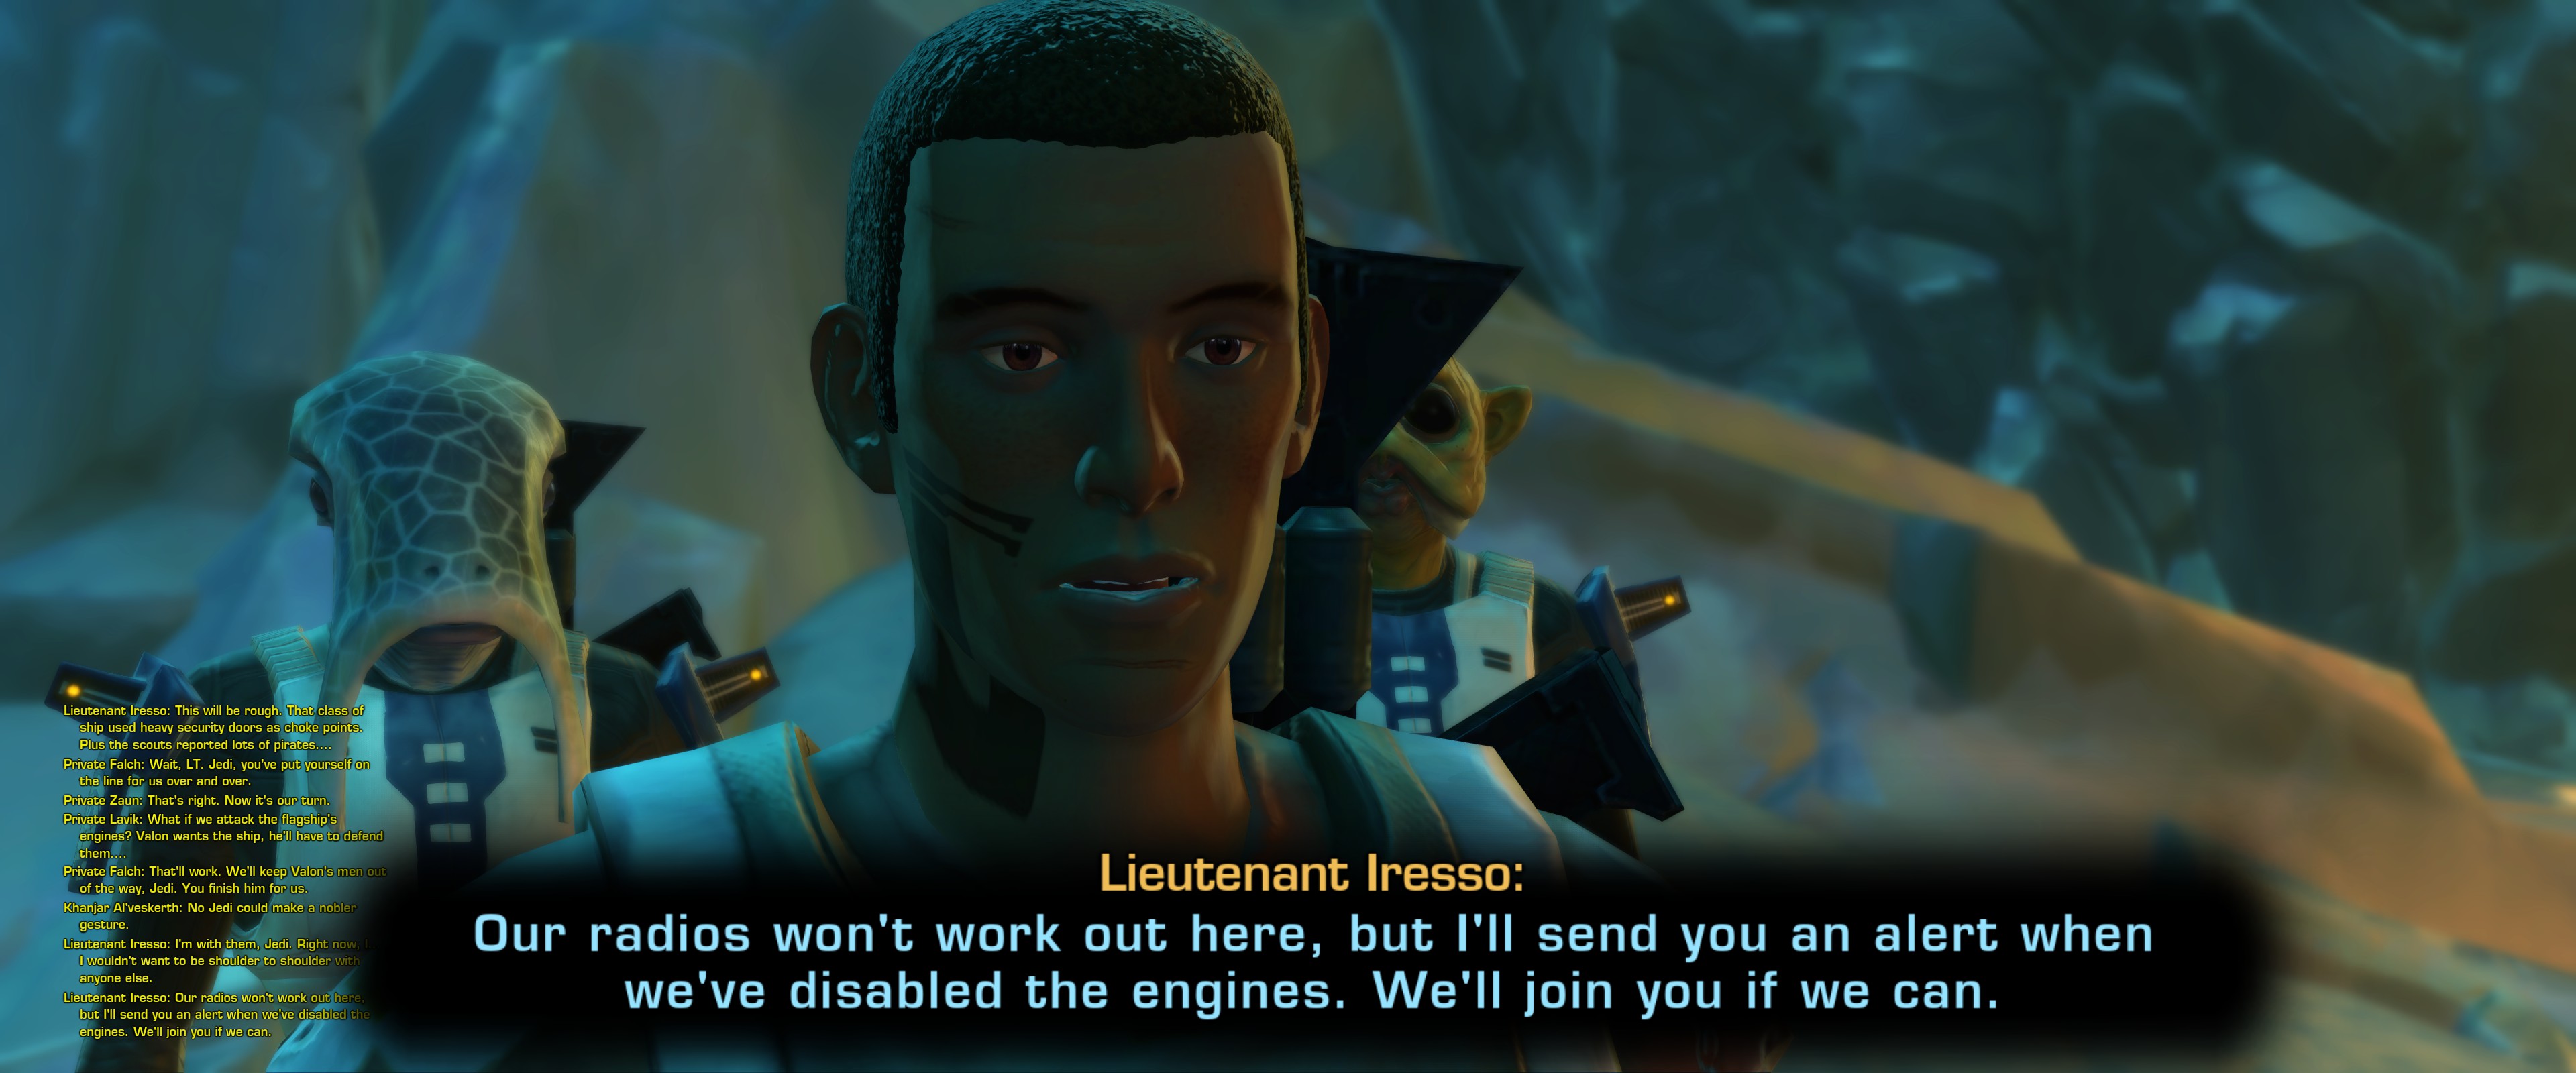 Lieutenant Iresso: This will be rough. That class of
ship used heavy security doors as choke points.
Plus the scouts reported lots of pirates....
Private Falch: Wait, LT. Jedi, you've put yourself on
the line for us over and over.
Private Zaun: That's right. Now it's our turn.
Private Lavik: What if we attack the flagship's
engines? Valon wants the ship, he'll have to defend
them....
Private Falch: That'll work. We'll keep Valon's men out
of the way, Jedi. You finish him for us.
Khanjar Al'veskerth: No Jedi could make a nobler
gesture.
Lieutenant Iresso: I'm with them, Jedi. Right now, I...
I wouldn't want to be shoulder to shoulder with
anyone else.
Lieutenant Iresso: Our radios won't work out here,
but I'll send you an alert when we've disabled the
engines. We'll join you if we can.
Lieutenant Iresso:
Our radios won't work out here, but I'll send you an alert when
we've disabled the engines. We'll join you if we can.